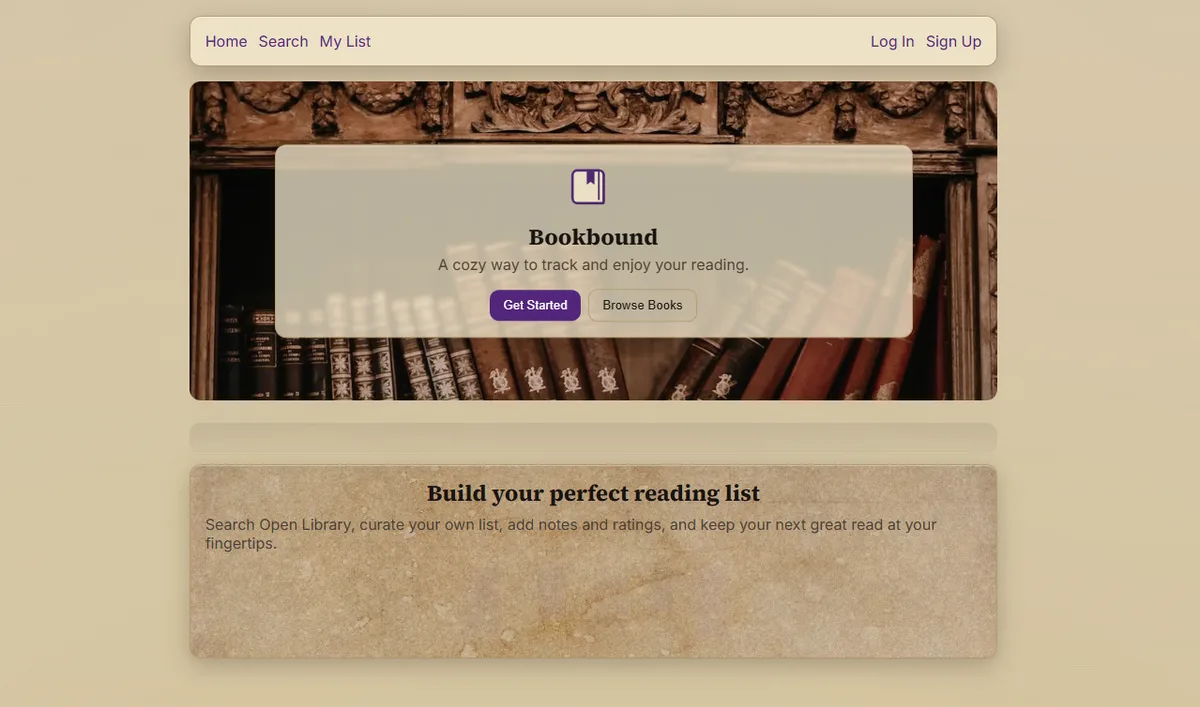 Home Search My List Log In Sign Up
Bookbound
A cozy way to track and enjoy your reading.
Get Started Browse Books
Build your perfect reading list
Search Open Library, curate your own list, add notes and ratings, and keep your next great read at your
fingertips.